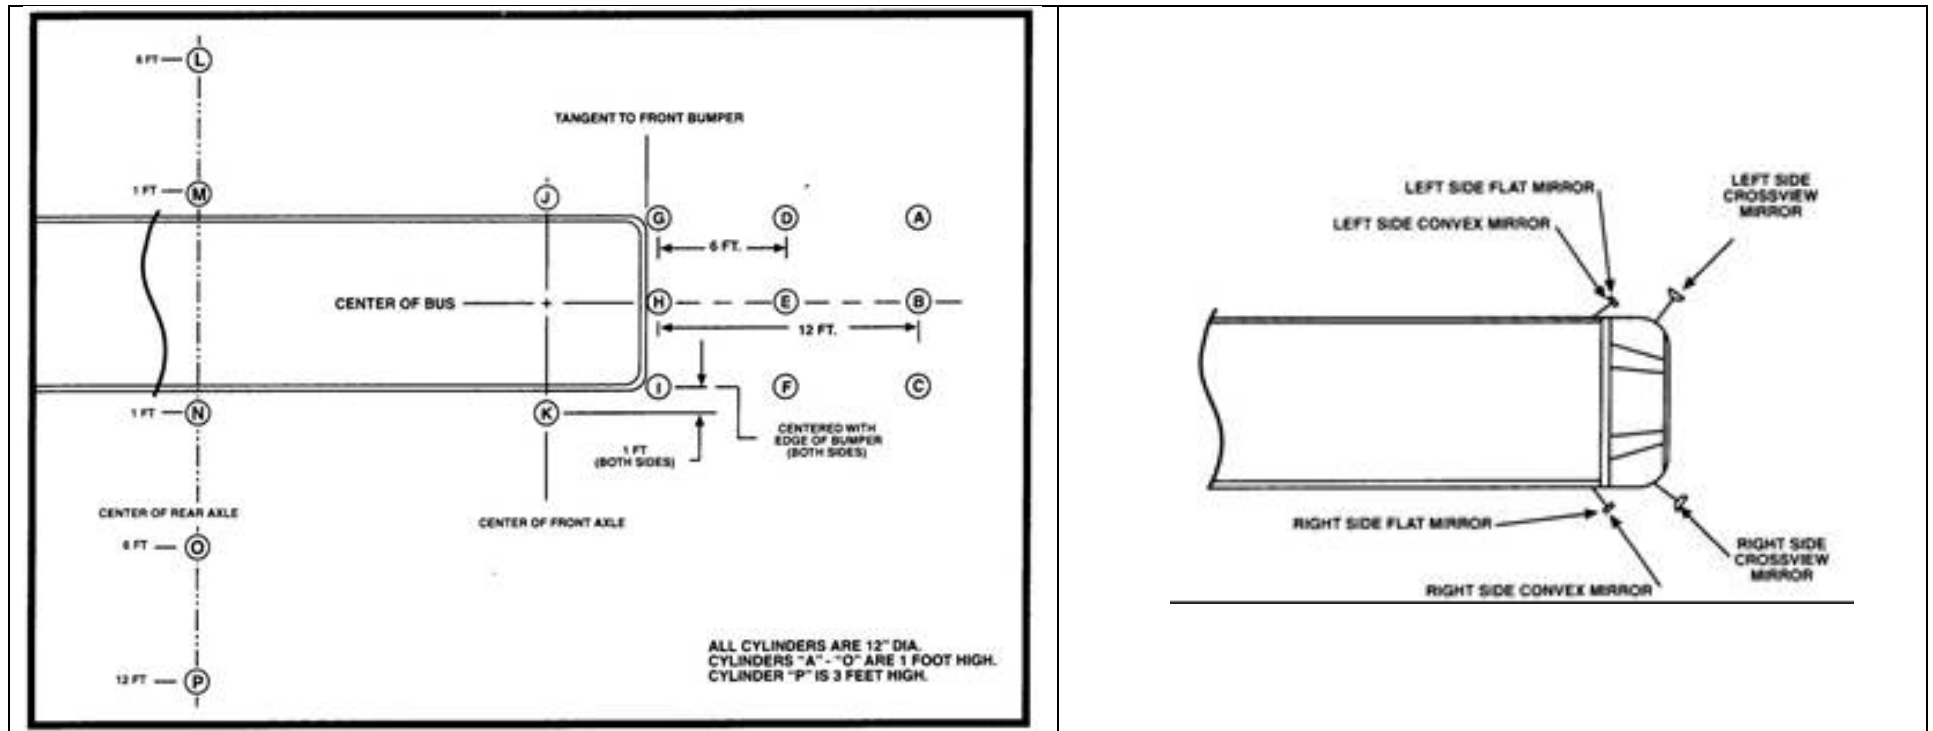 6 FT
L
TANGENT TO FRONT BUMPER
1 FT
M
J
G
D
A
6 FT.
CENTER OF BUS
H
E
B
12 FT.
I
F
C
1 FT
N
K
1 FT
(BOTH SIDES)
CENTERED WITH
EDGE OF BUMPER
(BOTH SIDES)
CENTER OF REAR AXLE
CENTER OF FRONT AXLE
6 FT
O
12 FT
P
ALL CYLINDERS ARE 12" DIA.
CYLINDERS "A" - "O" ARE 1 FOOT HIGH.
CYLINDER "P" IS 3 FEET HIGH.
LEFT SIDE FLAT MIRROR
LEFT SIDE CONVEX MIRROR
LEFT SIDE
CROSSVIEW
MIRROR
RIGHT SIDE FLAT MIRROR
RIGHT SIDE CONVEX MIRROR
RIGHT SIDE
CROSSVIEW
MIRROR